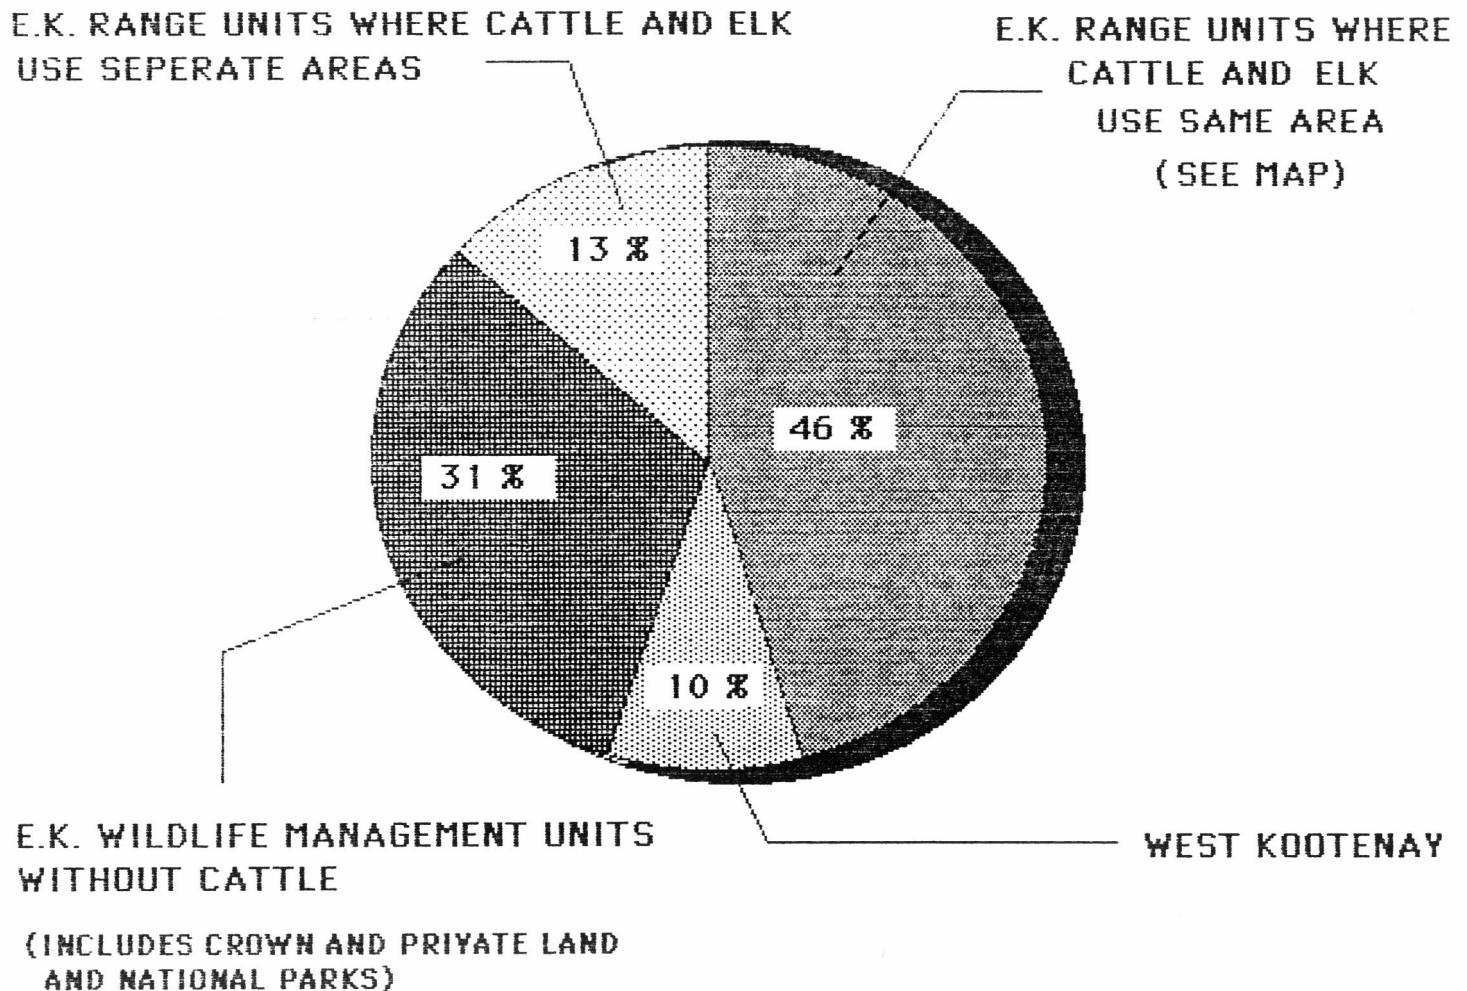 E.K. RANGE UNITS WHERE CATTLE AND ELK
USE SEPERATE AREAS
E.K. RANGE UNITS WHERE
CATTLE AND ELK
USE SAME AREA
(SEE MAP)
13 %
46 %
31 %
10 %
E.K. WILDLIFE MANAGEMENT UNITS
WITHOUT CATTLE
(INCLUDES CROWN AND PRIVATE LAND
AND NATIONAL PARKS)
WEST KOOTENAY